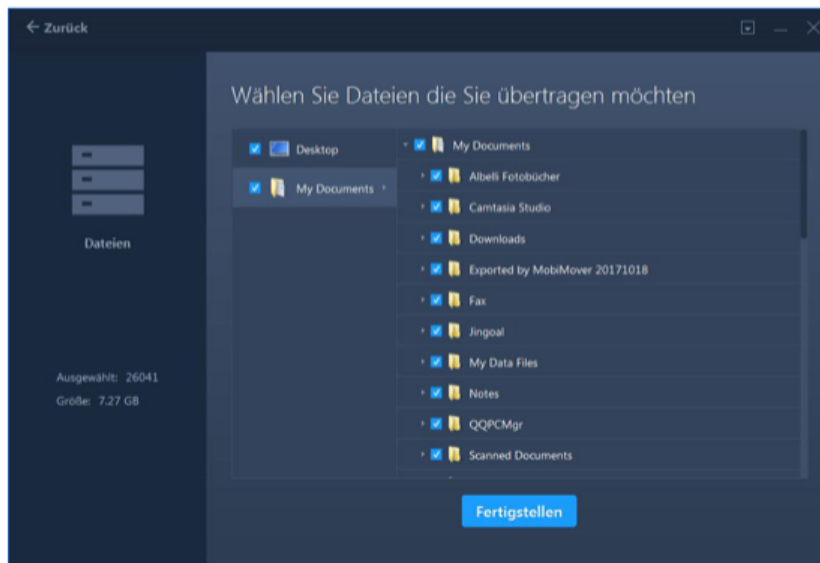 Zurück
Wählen Sie Dateien die Sie übertragen möchten
Desktop
My Documents
My Documents
Albelli Fotobücher
Camtasia Studio
Downloads
Exported by MobiMover 20171018
Fax
Jingoal
My Data Files
Notes
QQPCMgr
Scanned Documents
Dateien
Ausgewählt: 26041
Größe: 7.27 GB
Fertigstellen